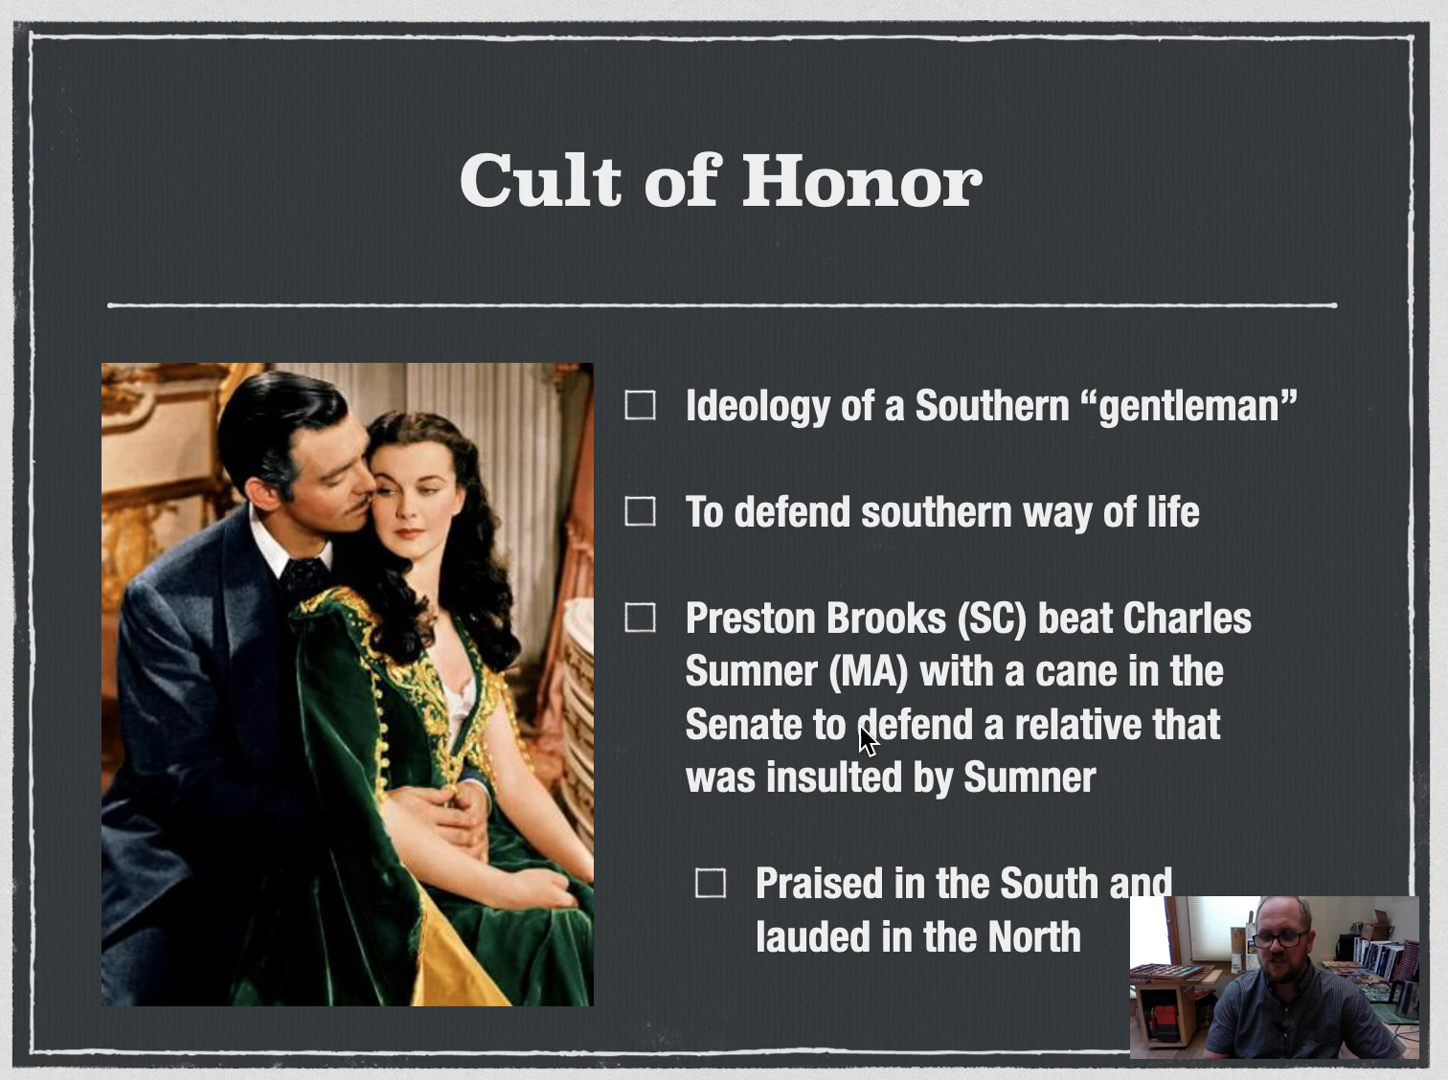 Cult of Honor
Ideology of a Southern “gentleman”
To defend southern way of life
Preston Brooks (SC) beat Charles
Sumner (MA) with a cane in the
Senate to defend a relative that
was insulted by Sumner
Praised in the South and
lauded in the North